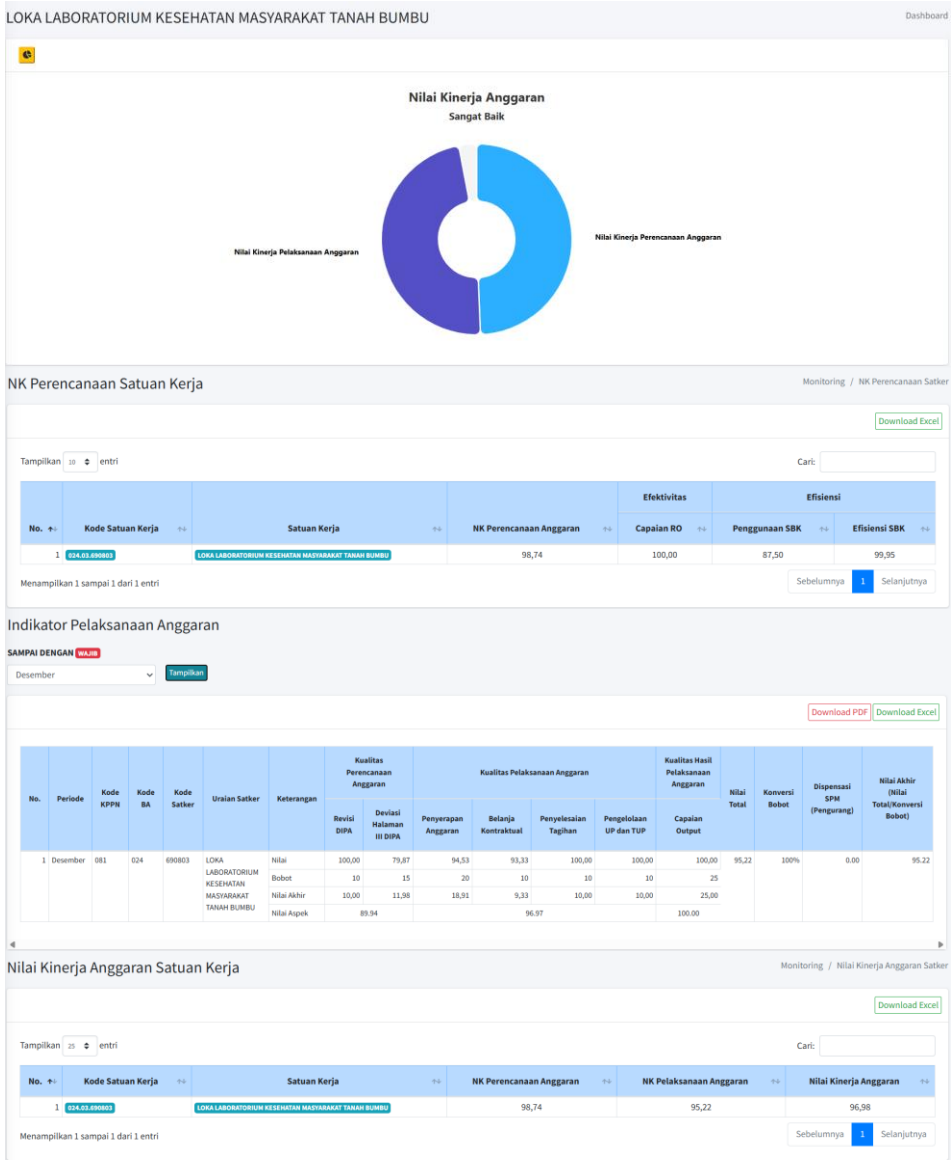 LOKA LABORATORIUM KESEHATAN MASYARAKAT TANAH BUMBU
Dashboard
Nilai Kinerja Anggaran
Sangat Baik
Nilai Kinerja Perencanaan Anggaran
Nilai Kinerja Pelaksanaan Anggaran
NK Perencanaan Satuan Kerja
Monitoring / NK Perencanaan Satker
Download Excel
Tampilkan 10 entri
Cari:
Efektivitas Efisiensi
No. Kode Satuan Kerja Satuan Kerja NK Perencanaan Anggaran Capaian RO Penggunaan SBK Efisiensi SBK
1 024.03.690803 LOKA LABORATORIUM KESEHATAN MASYARAKAT TANAH BUMBU 98,74 100,00 87,50 99,95
Menampilkan 1 sampai 1 dari 1 entri
Sebelumnya 1 Selanjutnya
Indikator Pelaksanaan Anggaran
SAMPAI DENGAN WAJIB
Desember Tampilkan
Download PDF Download Excel
No. Periode Kode KPPN Kode BA Kode Satker Uraian Satker Keterangan Kualitas Perencanaan Anggaran Kualitas Pelaksanaan Anggaran Kualitas Hasil Pelaksanaan Anggaran Nilai Total Konversi Bobot Dispensasi SPM (Pengurang) Nilai Akhir (Nilai Total/Konversi Bobot)
Revisi DIPA Deviasi Halaman III DIPA Penyerapan Anggaran Belanja Kontraktual Penyelesaian Tagihan Pengelolaan UP dan TUP Capaian Output
1 Desember 081 024 690803 LOKA LABORATORIUM KESEHATAN MASYARAKAT TANAH BUMBU Nilai 100,00 79,87 94,53 93,33 100,00 100,00 100,00 95,22 100% 0.00 95.22
Bobot 10 15 20 10 10 10 25
Nilai Akhir 10,00 11,98 18,91 9,33 10,00 10,00 25,00
Nilai Aspek 89.94 96.97 100.00
Nilai Kinerja Anggaran Satuan Kerja
Monitoring / Nilai Kinerja Anggaran Satker
Download Excel
Tampilkan 25 entri
Cari:
No. Kode Satuan Kerja Satuan Kerja NK Perencanaan Anggaran NK Pelaksanaan Anggaran Nilai Kinerja Anggaran
1 024.03.690803 LOKA LABORATORIUM KESEHATAN MASYARAKAT TANAH BUMBU 98,74 95,22 96,98
Menampilkan 1 sampai 1 dari 1 entri
Sebelumnya 1 Selanjutnya